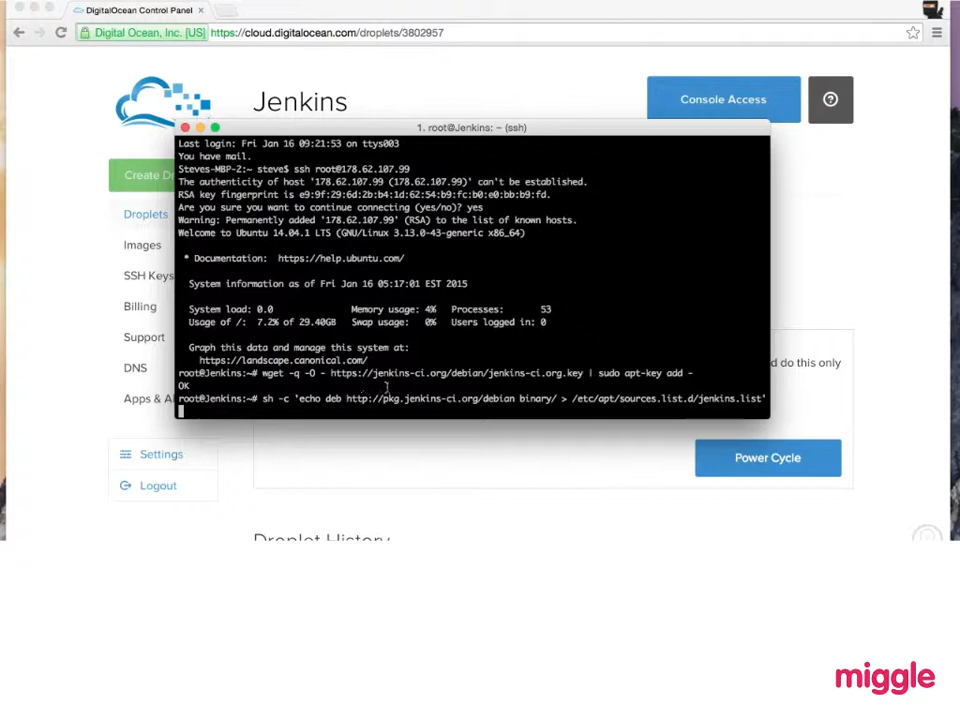 DigitalOcean Control Panel ×
Digital Ocean, Inc. [US] https://cloud.digitalocean.com/droplets/3802957
Jenkins
Console Access
?
1. root@Jenkins: ~ (ssh)
Last login: Fri Jan 16 09:21:53 on ttys003
You have mail.
Steves-MBP-2:~ steve$ ssh root@178.62.107.99
The authenticity of host '178.62.107.99 (178.62.107.99)' can't be established.
RSA key fingerprint is e9:9f:29:6d:2b:b4:1d:62:54:b9:fc:b0:e0:bb:b9:fd.
Are you sure you want to continue connecting (yes/no)? yes
Warning: Permanently added '178.62.107.99' (RSA) to the list of known hosts.
Welcome to Ubuntu 14.04.1 LTS (GNU/Linux 3.13.0-43-generic x86_64)
* Documentation: https://help.ubuntu.com/
System information as of Fri Jan 16 05:17:01 EST 2015
System load: 0.0 Memory usage: 4% Processes: 53
Usage of /: 7.2% of 29.40GB Swap usage: 0% Users logged in: 0
Graph this data and manage this system at:
https://landscape.canonical.com/
root@Jenkins:~# wget -q -O - https://jenkins-ci.org/debian/jenkins-ci.org.key | sudo apt-key add -
OK
root@Jenkins:~# sh -c 'echo deb http://pkg.jenkins-ci.org/debian binary/ > /etc/apt/sources.list.d/jenkins.list'
Create Dr
Droplets
Images
SSH Keys
Billing
Support
DNS
Apps & A
Settings
Logout
d do this only
Power Cycle
Droplet History
miggle